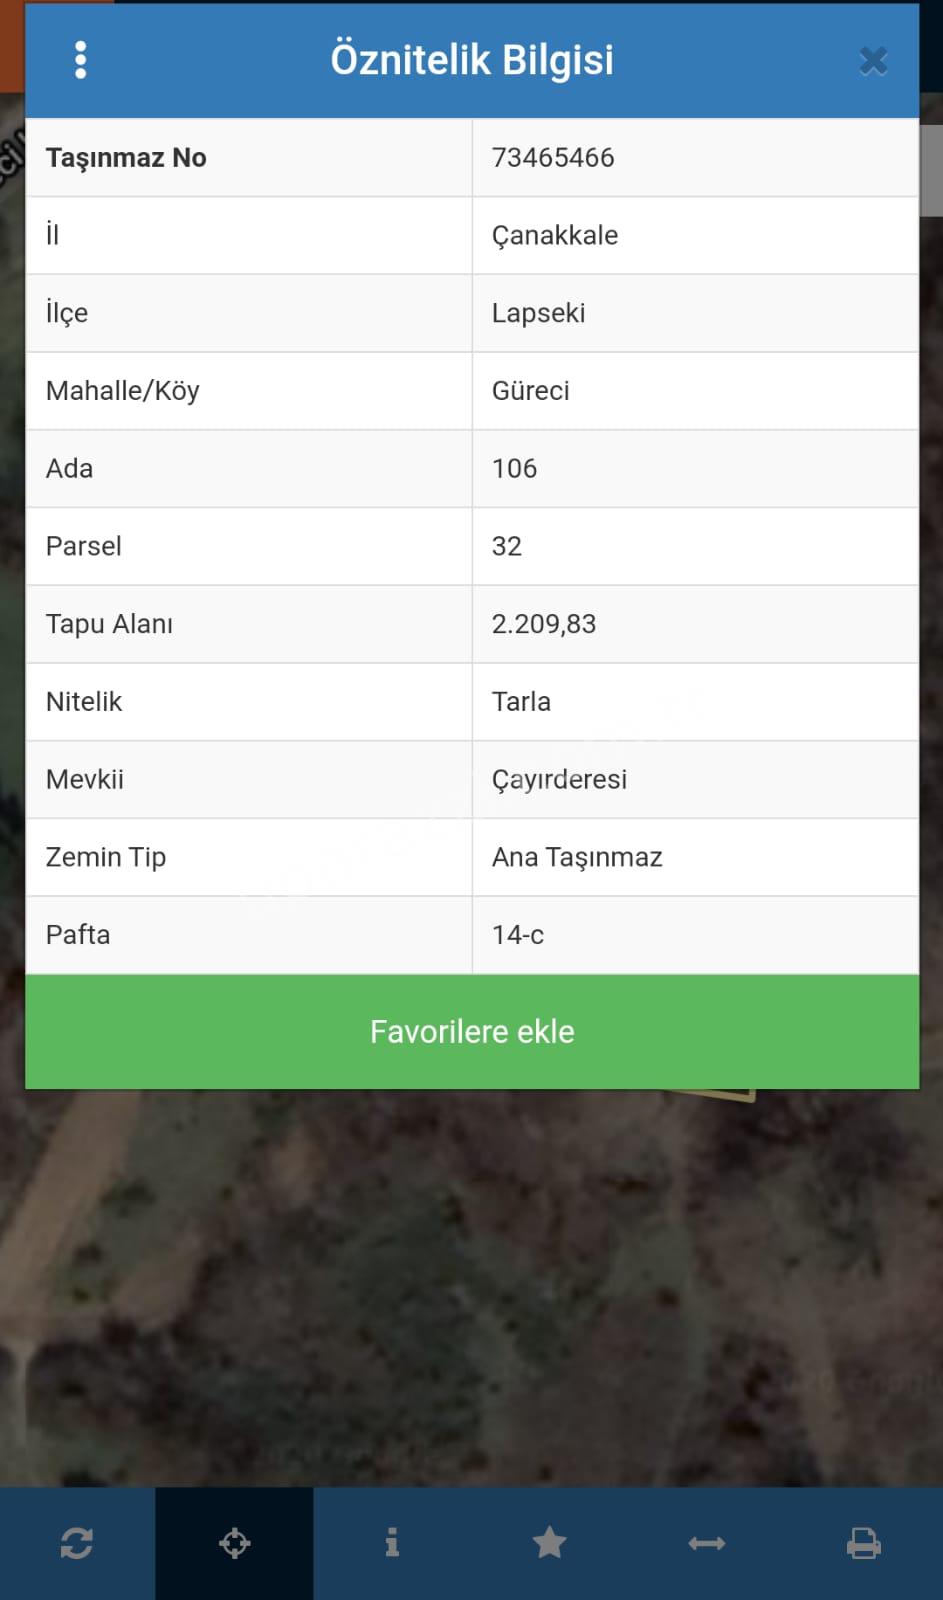 Öznitelik Bilgisi
Taşınmaz No 73465466
İl Çanakkale
İlçe Lapseki
Mahalle/Köy Güreci
Ada 106
Parsel 32
Tapu Alanı 2.209,83
Nitelik Tarla
Mevkii Çayırderesi
Zemin Tip Ana Taşınmaz
Pafta 14-c
Favorilere ekle